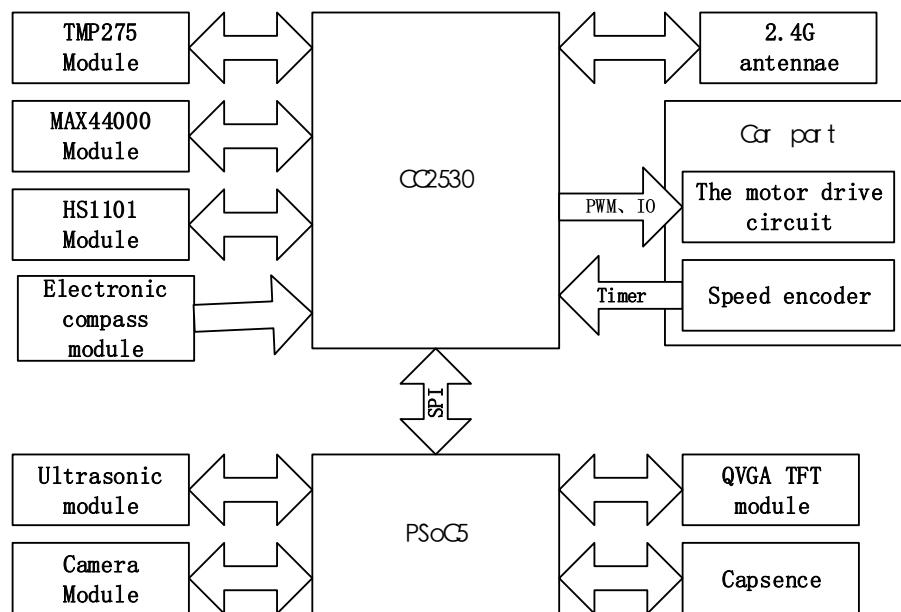 TMP275
Module
2.4G
antennae
MAX44000
Module
Car part
CC2530
HS1101
Module
PWM、IO
The motor drive
circuit
Electronic
compass
module
Timer
Speed encoder
SPI
Ultrasonic
module
QVGA TFT
module
PSoC5
Camera
Module
Capsence